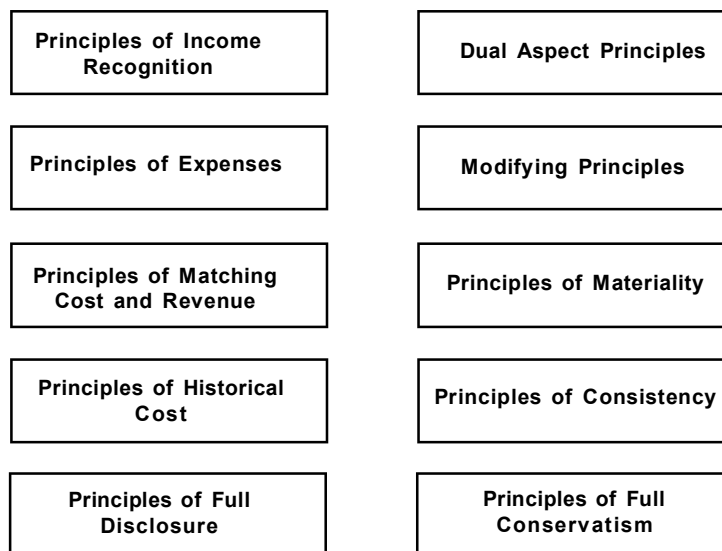 Principles of Income
Recognition
Dual Aspect Principles
Principles of Expenses
Modifying Principles
Principles of Matching
Cost and Revenue
Principles of Materiality
Principles of Historical
Cost
Principles of Consistency
Principles of Full
Disclosure
Principles of Full
Conservatism